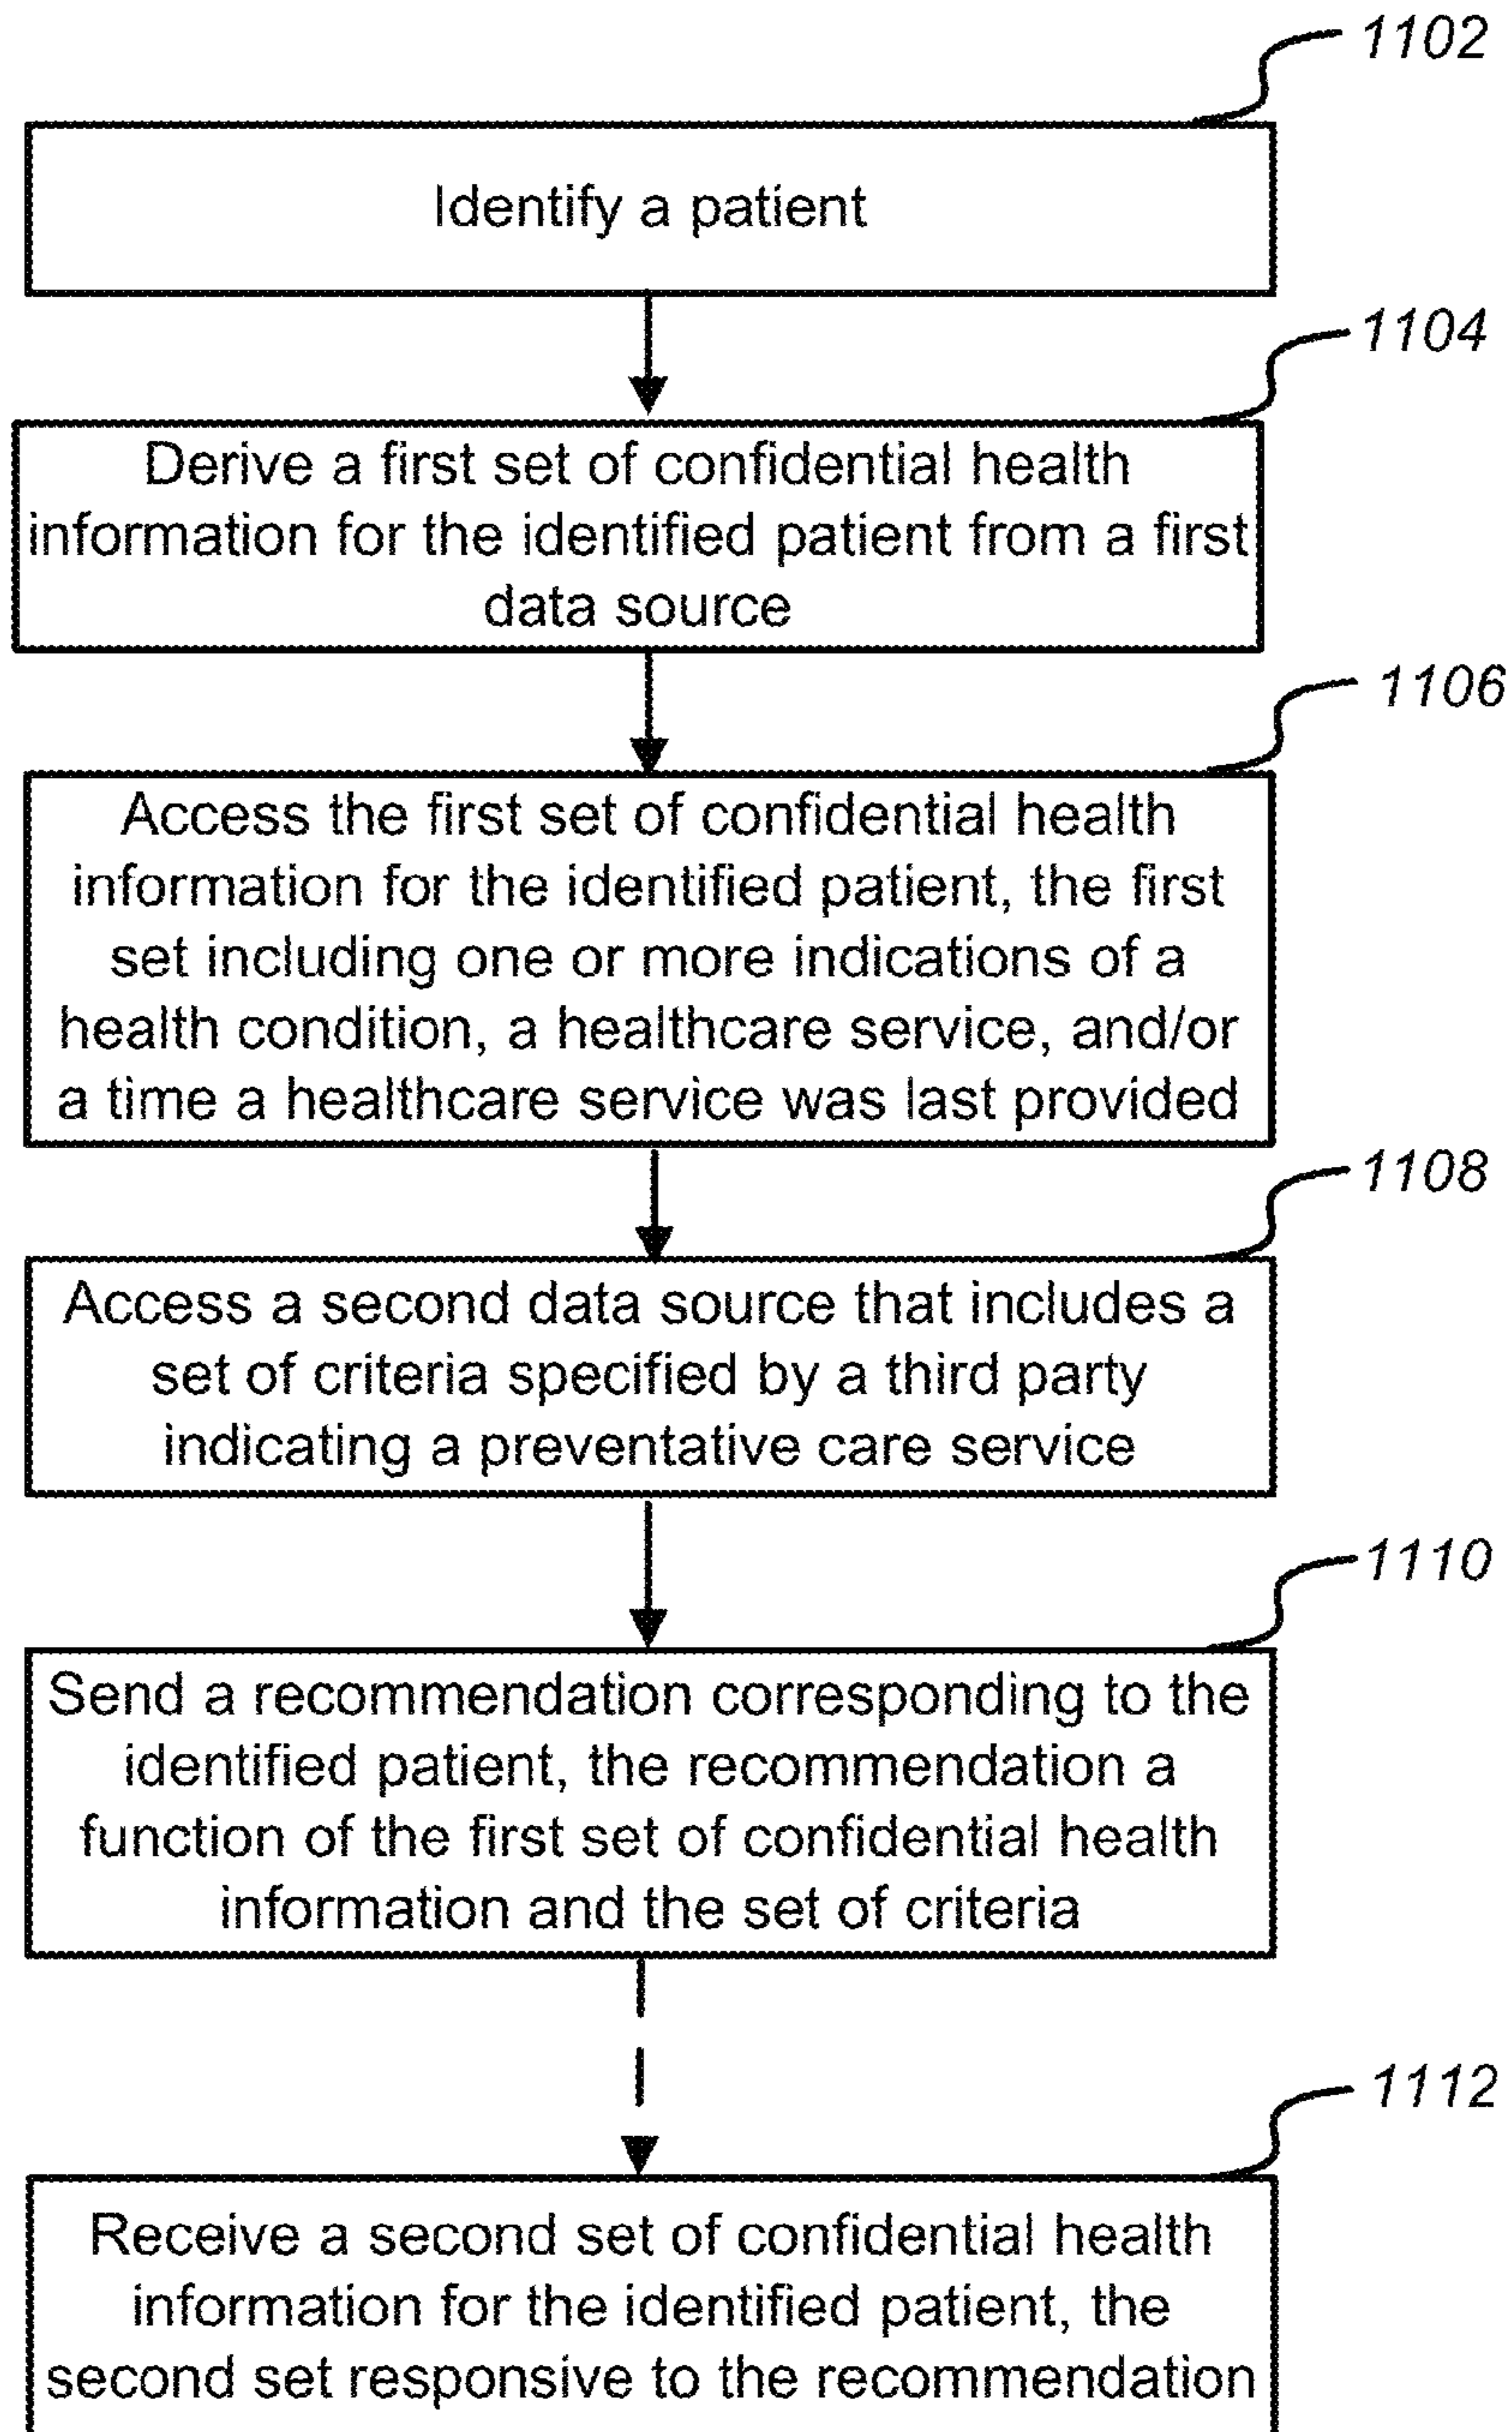 1102
Identify a patient
1104
Derive a first set of confidential health
information for the identified patient from a first
data source
1106
Access the first set of confidential health
information for the identified patient, the first
set including one or more indications of a
health condition, a healthcare service, and/or
a time a healthcare service was last provided
1108
Access a second data source that includes a
set of criteria specified by a third party
indicating a preventative care service
1110
Send a recommendation corresponding to the
identified patient, the recommendation a
function of the first set of confidential health
information and the set of criteria
1112
Receive a second set of confidential health
information for the identified patient, the
second set responsive to the recommendation